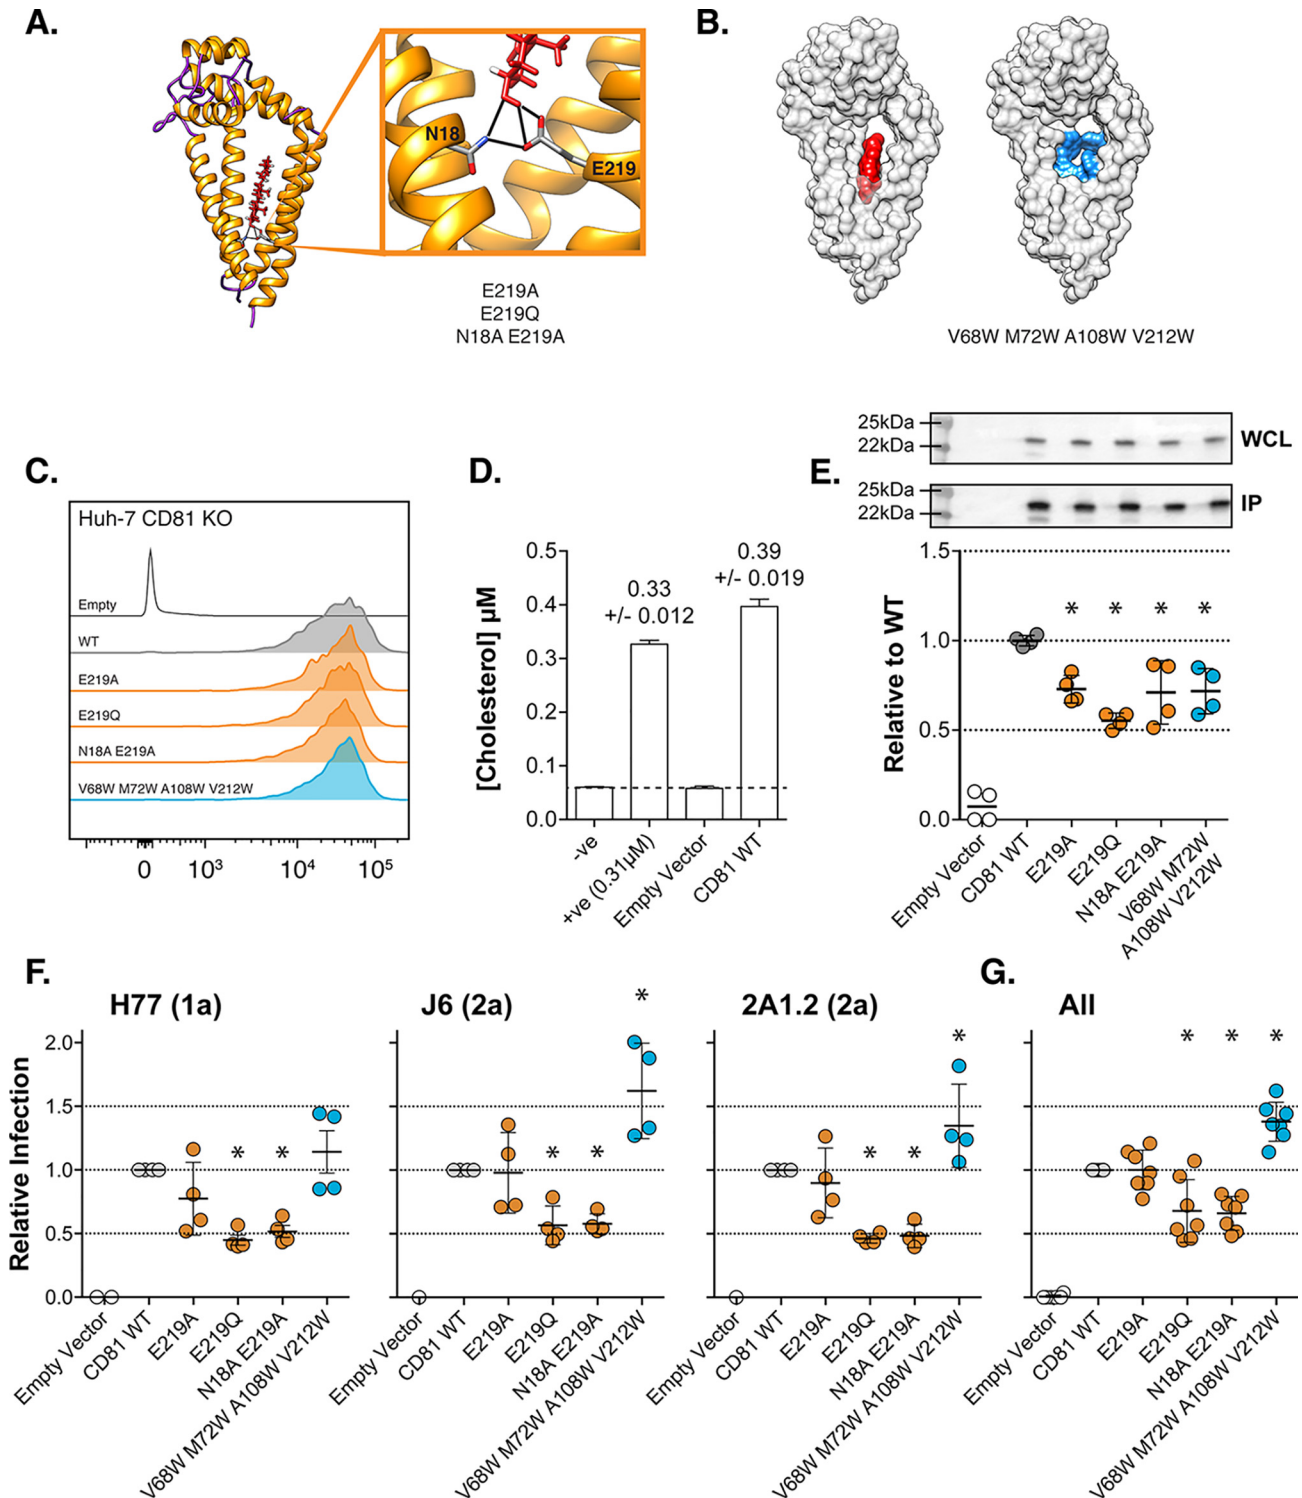 A.
N18
E219
E219A
E219Q
N18A E219A
B.
V68W M72W A108W V212W
C.
Huh-7 CD81 KO
Empty
WT
E219A
E219Q
N18A E219A
V68W M72W A108W V212W
0 10³ 10⁴ 10⁵
D.
[Cholesterol] µM
0.5
0.4
0.3
0.2
0.1
0.0
0.33
+/- 0.012
0.39
+/- 0.019
-ve
+ve (0.31µM)
Empty Vector
CD81 WT
E.
25kDa
22kDa
WCL
25kDa
22kDa
IP
Relative to WT
1.5
1.0
0.5
0.0
* * * *
Empty Vector
CD81 WT
E219A
E219Q
N18A E219A
V68W M72W
A108W V212W
F.
Relative Infection
H77 (1a)
2.0
1.5
1.0
0.5
0.0
* *
Empty Vector
CD81 WT
E219A
E219Q
N18A E219A
V68W M72W A108W V212W
J6 (2a)
* * *
Empty Vector
CD81 WT
E219A
E219Q
N18A E219A
V68W M72W A108W V212W
2A1.2 (2a)
* * *
Empty Vector
CD81 WT
E219A
E219Q
N18A E219A
V68W M72W A108W V212W
G.
All
* * *
Empty Vector
CD81 WT
E219A
E219Q
N18A E219A
V68W M72W A108W V212W